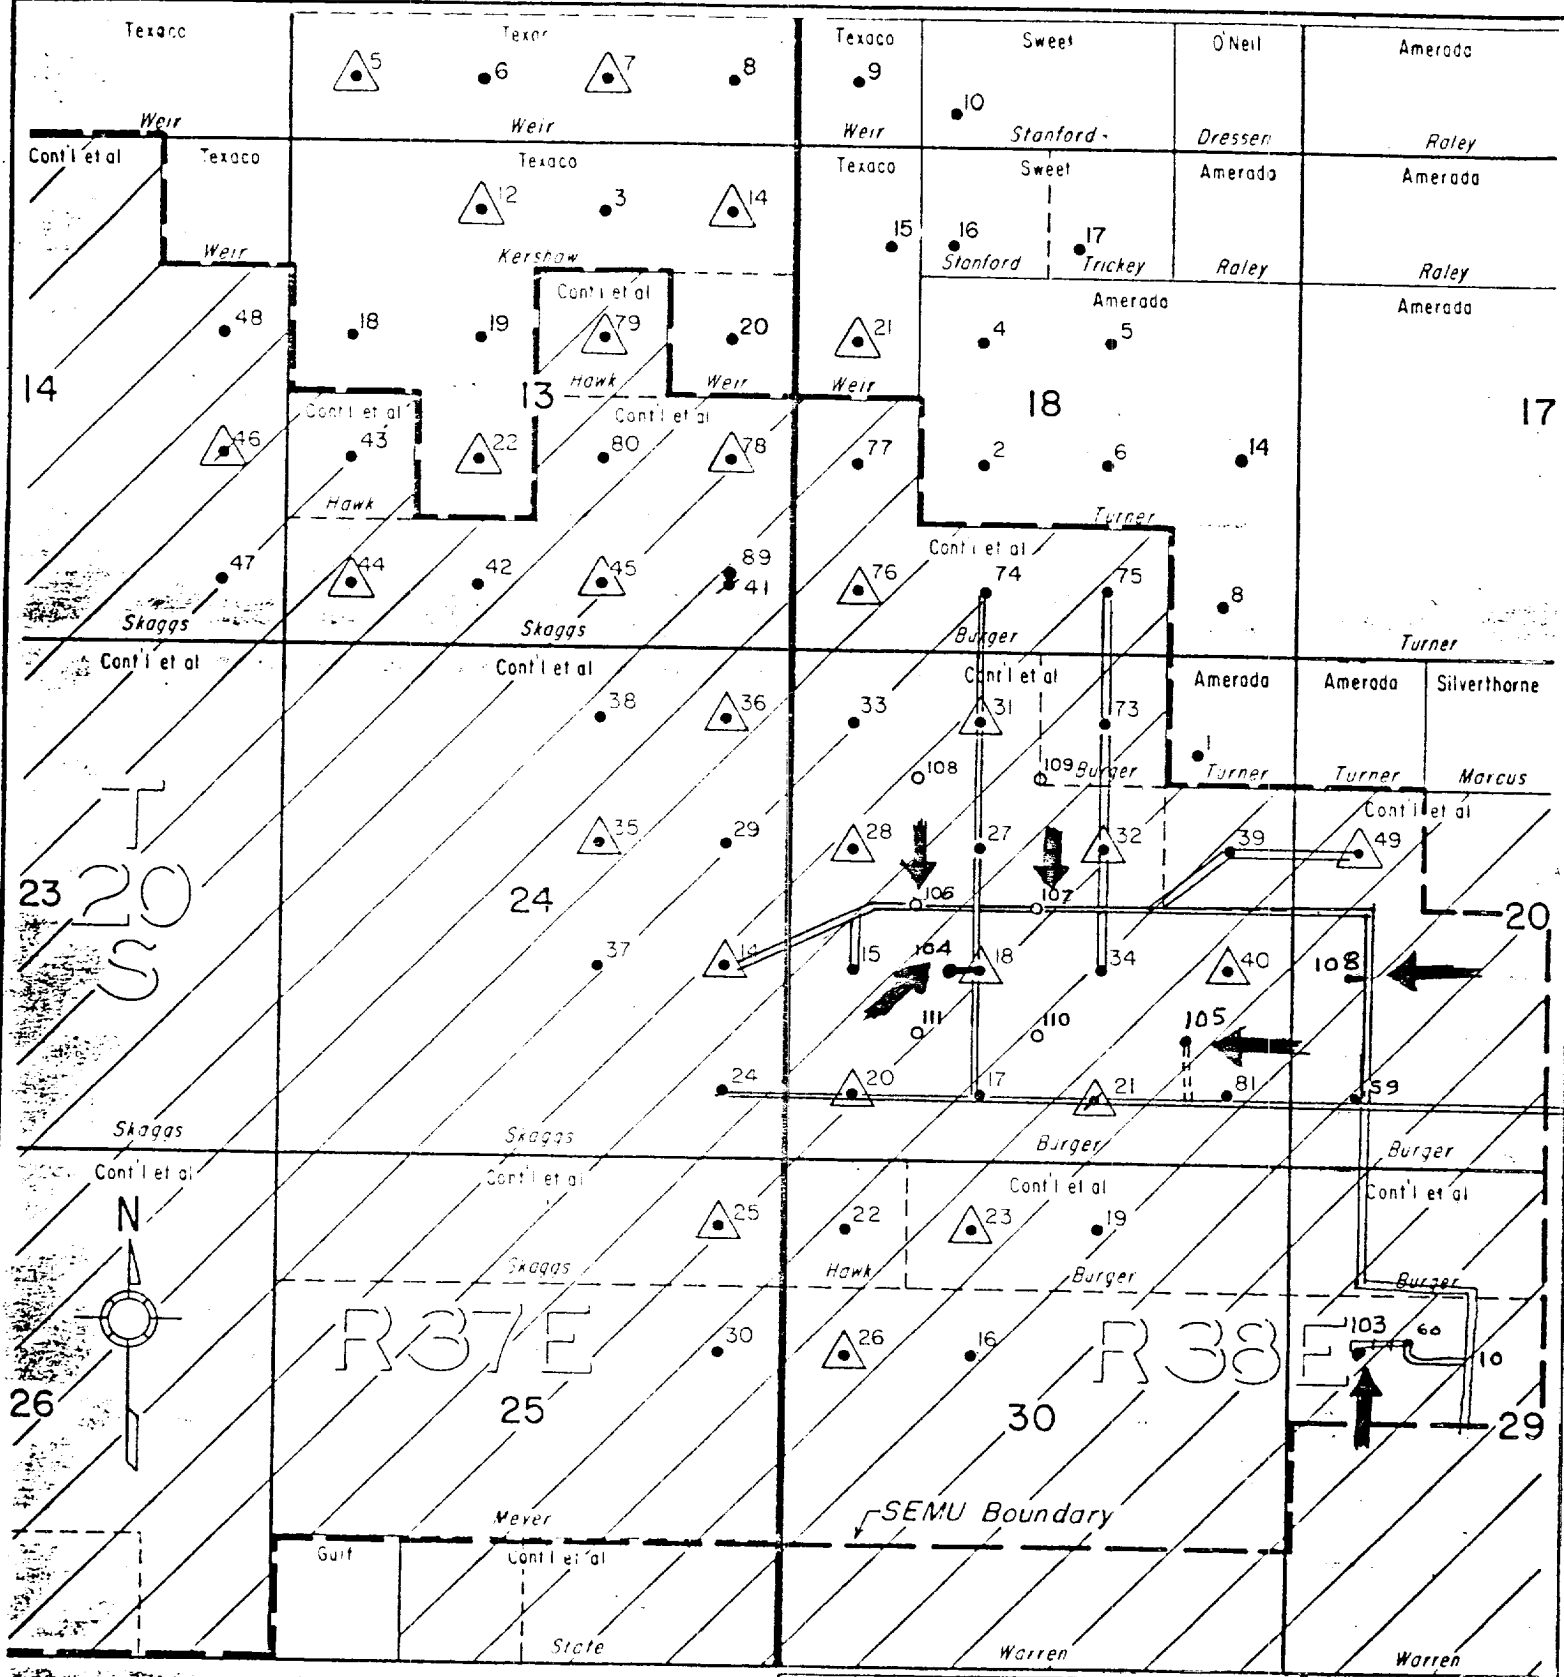 Texaco
Texaco
Sweet
O'Neil
Amerada
5
6
7
8
9
10
Weir
Weir
Weir
Stanford
Dressen
Raley
Cont'l et al
Texaco
Texaco
Texaco
Sweet
Amerada
Amerada
12
3
14
15
16
17
Weir
Kershaw
Stanford
Trickey
Raley
Raley
Cont'l et al
Amerada
Amerada
48
18
19
79
20
21
4
5
14
13
Hawk
Weir
Weir
18
17
Cont'l et al
Cont'l et al
46
43
22
80
78
77
2
6
14
Hawk
Turner
Cont'l et al
47
44
42
45
89
41
76
74
75
8
Skaggs
Skaggs
Burger
Turner
Cont'l et al
Cont'l et al
Cont'l et al
Amerada
Amerada
Silverthorne
38
36
33
31
73
1
108
109
Burger
Turner
Turner
Marcus
T
20
S
Cont'l et al
35
29
28
27
32
39
49
23
24
106
107
20
37
14
15
104
18
34
40
108
111
110
105
24
20
17
21
81
59
Skaggs
Skaggs
Burger
Burger
Cont'l et al
Cont'l et al
Cont'l et al
Cont'l et al
N
25
22
23
19
Skaggs
Hawk
Burger
Burger
R 37 E
R 38 E
30
26
16
103
60
10
26
25
30
29
Meyer
SEMU Boundary
Gulf
Cont'l et al
State
Warren
Warren